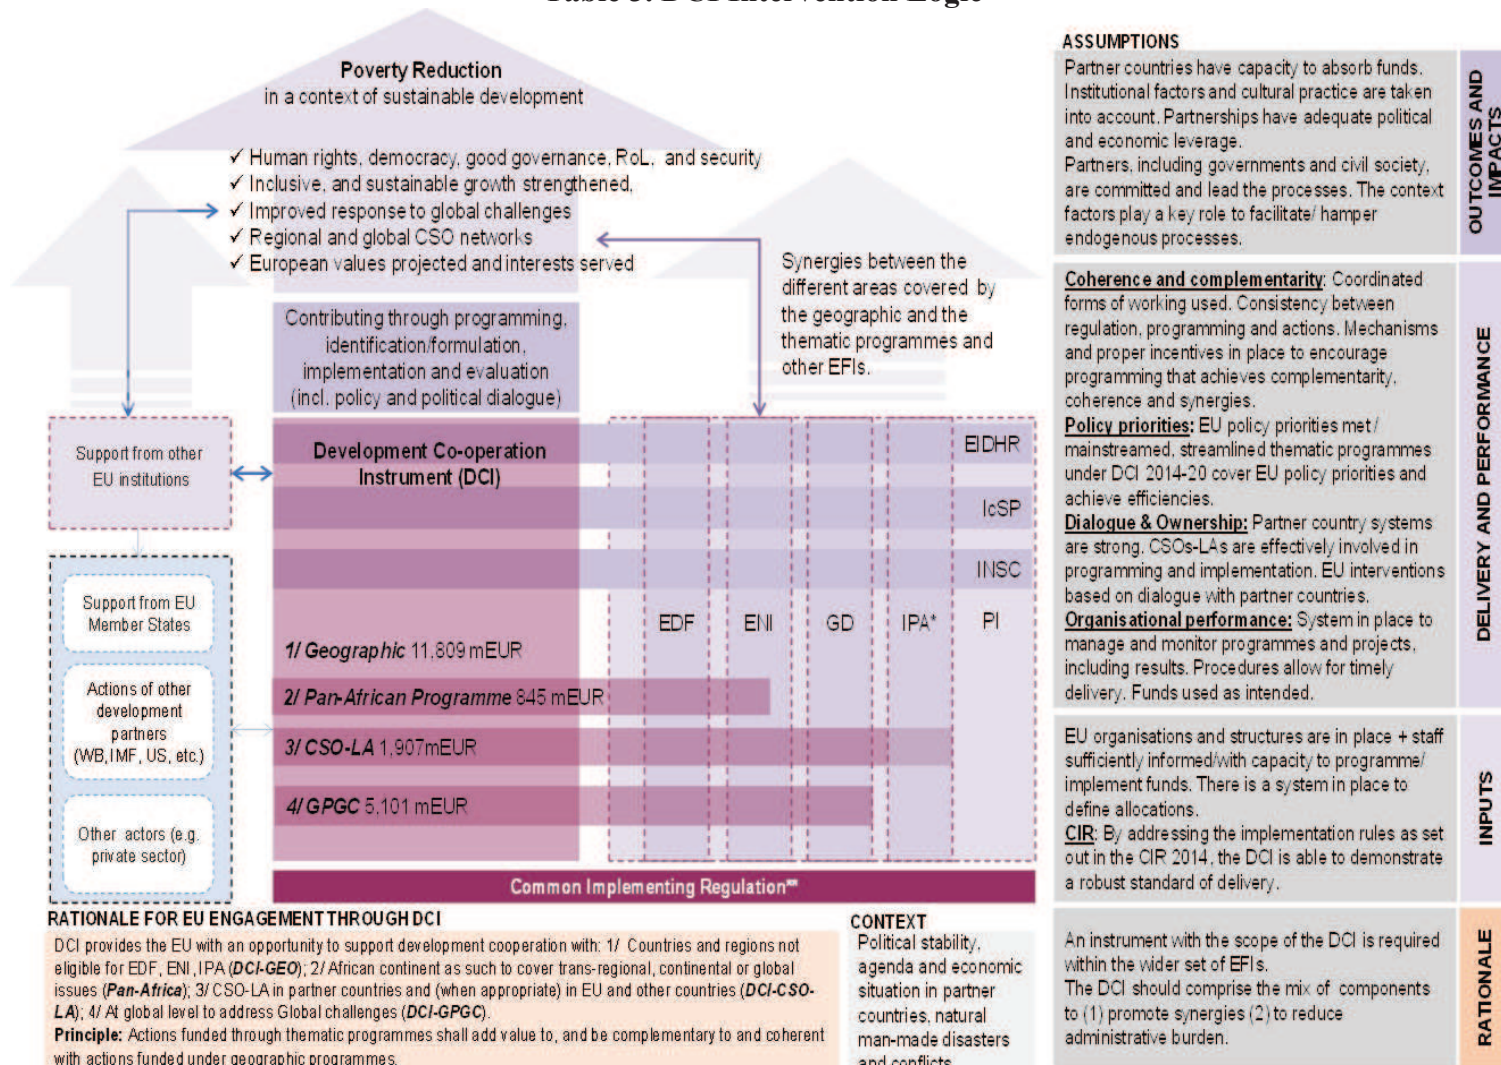 Table 3: DCI Intervention Logic
Poverty Reduction
in a context of sustainable development
✓ Human rights, democracy, good governance, RoL, and security
✓ Inclusive, and sustainable growth strengthened,
✓ Improved response to global challenges
✓ Regional and global CSO networks
✓ European values projected and interests served
Synergies between the
different areas covered by
the geographic and the
thematic programmes and
other EFIs.
Contributing through programming,
identification/formulation,
implementation and evaluation
(incl. policy and political dialogue)
Support from other
EU institutions
Development Co-operation
Instrument (DCI)
EIDHR
IcSP
INSC
EDF
ENI
GD
IPA*
PI
Support from EU
Member States
Actions of other
development
partners
(WB,IMF, US, etc.)
Other actors (e.g.
private sector)
1/ Geographic 11,809 mEUR
2/ Pan-African Programme 845 mEUR
3/ CSO-LA 1,907mEUR
4/ GPGC 5,101 mEUR
Common Implementing Regulation**
RATIONALE FOR EU ENGAGEMENT THROUGH DCI
DCI provides the EU with an opportunity to support development cooperation with: 1/ Countries and regions not
eligible for EDF, ENI, IPA (DCI-GEO); 2/ African continent as such to cover trans-regional, continental or global
issues (Pan-Africa); 3/ CSO-LA in partner countries and (when appropriate) in EU and other countries (DCI-CSO-
LA); 4/ At global level to address Global challenges (DCI-GPGC).
Principle: Actions funded through thematic programmes shall add value to, and be complementary to and coherent
with actions funded under geographic programmes.
CONTEXT
Political stability,
agenda and economic
situation in partner
countries, natural
man-made disasters
and conflicts
ASSUMPTIONS
Partner countries have capacity to absorb funds.
Institutional factors and cultural practice are taken
into account. Partnerships have adequate political
and economic leverage.
Partners, including governments and civil society,
are committed and lead the processes. The context
factors play a key role to facilitate/ hamper
endogenous processes.
OUTCOMES AND
IMPACTS
Coherence and complementarity: Coordinated
forms of working used. Consistency between
regulation, programming and actions. Mechanisms
and proper incentives in place to encourage
programming that achieves complementarity,
coherence and synergies.
Policy priorities: EU policy priorities met /
mainstreamed, streamlined thematic programmes
under DCI 2014-20 cover EU policy priorities and
achieve efficiencies.
Dialogue & Ownership: Partner country systems
are strong. CSOs-LAs are effectively involved in
programming and implementation. EU interventions
based on dialogue with partner countries.
Organisational performance: System in place to
manage and monitor programmes and projects,
including results. Procedures allow for timely
delivery. Funds used as intended.
DELIVERY AND PERFORMANCE
EU organisations and structures are in place + staff
sufficiently informed/with capacity to programme/
implement funds. There is a system in place to
define allocations.
CIR: By addressing the implementation rules as set
out in the CIR 2014, the DCI is able to demonstrate
a robust standard of delivery.
INPUTS
An instrument with the scope of the DCI is required
within the wider set of EFIs.
The DCI should comprise the mix of components
to (1) promote synergies (2) to reduce
administrative burden.
RATIONALE